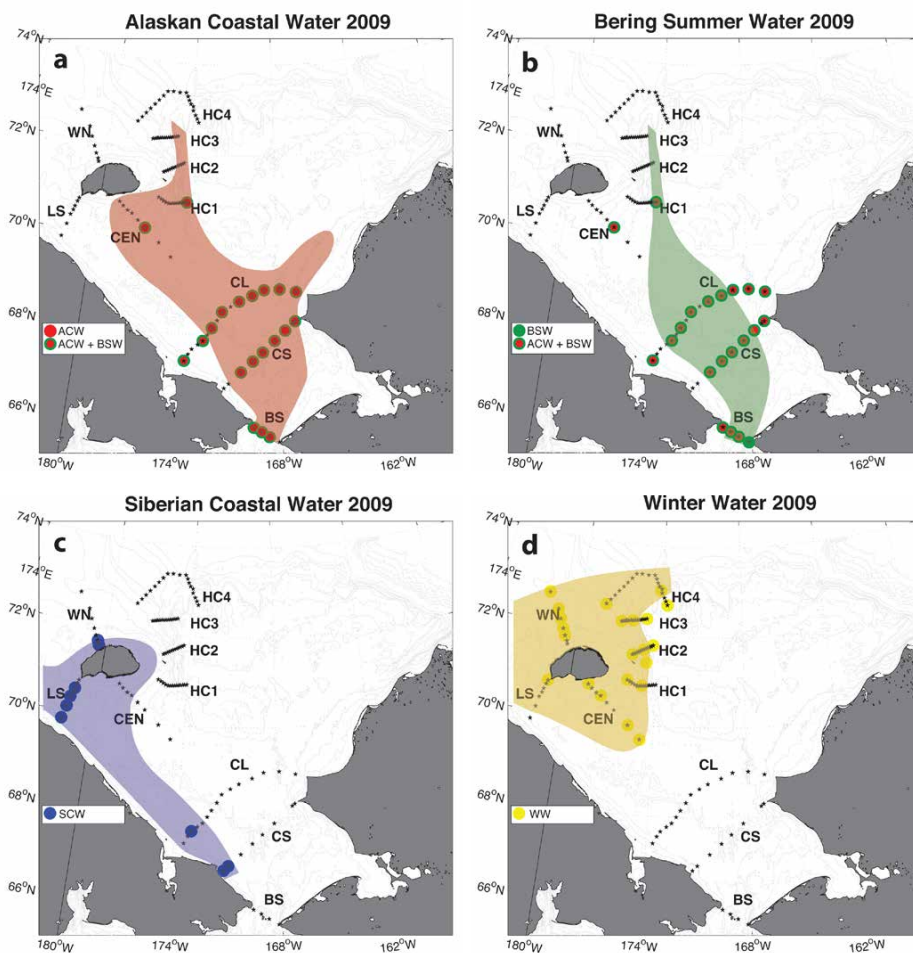 Alaskan Coastal Water 2009
a
74°N
174°E
72°N
70°N
68°N
66°N
180°W
174°W
168°W
162°W
WN
LS
CEN
HC4
HC3
HC2
HC1
CL
CS
BS
ACW
ACW + BSW
Bering Summer Water 2009
b
74°N
174°E
72°N
70°N
68°N
66°N
180°W
174°W
168°W
162°W
WN
LS
CEN
HC4
HC3
HC2
HC1
CL
CS
BS
BSW
ACW + BSW
Siberian Coastal Water 2009
c
74°N
174°E
72°N
70°N
68°N
66°N
180°W
174°W
168°W
162°W
WN
LS
CEN
HC4
HC3
HC2
HC1
CL
CS
BS
SCW
Winter Water 2009
d
74°N
174°E
72°N
70°N
68°N
66°N
180°W
174°W
168°W
162°W
WN
LS
CEN
HC4
HC3
HC2
HC1
CL
CS
BS
WW